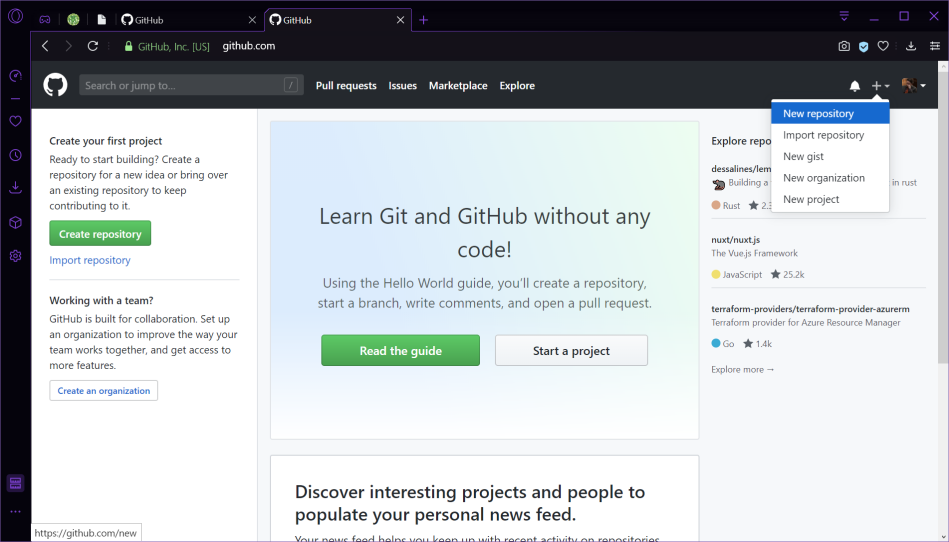 GitHub
GitHub
GitHub, Inc. [US] github.com
Search or jump to... /
Pull requests Issues Marketplace Explore
New repository
Import repository
New gist
New organization
New project
Create your first project
Ready to start building? Create a
repository for a new idea or bring over
an existing repository to keep
contributing to it.
Create repository
Import repository
Working with a team?
GitHub is built for collaboration. Set up
an organization to improve the way your
team works together, and get access to
more features.
Create an organization
Learn Git and GitHub without any
code!
Using the Hello World guide, you'll create a repository,
start a branch, write comments, and open a pull request.
Read the guide
Start a project
Discover interesting projects and people to
populate your personal news feed.
Your news feed helps you keep up with recent activity on repositories
Explore repo
dessalines/lem
Building a in rust
Rust 2.
nuxt/nuxt.js
The Vue.js Framework
JavaScript 25.2k
terraform-providers/terraform-provider-azurerm
Terraform provider for Azure Resource Manager
Go 1.4k
Explore more →
https://github.com/new